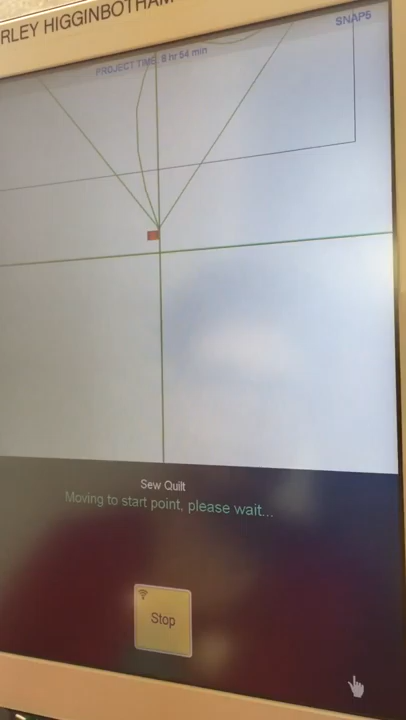 RLEY HIGGINBOTHAM
SNAP5
PROJECT TIME: 8 hr 54 min
Sew Quilt
Moving to start point, please wait...
Stop